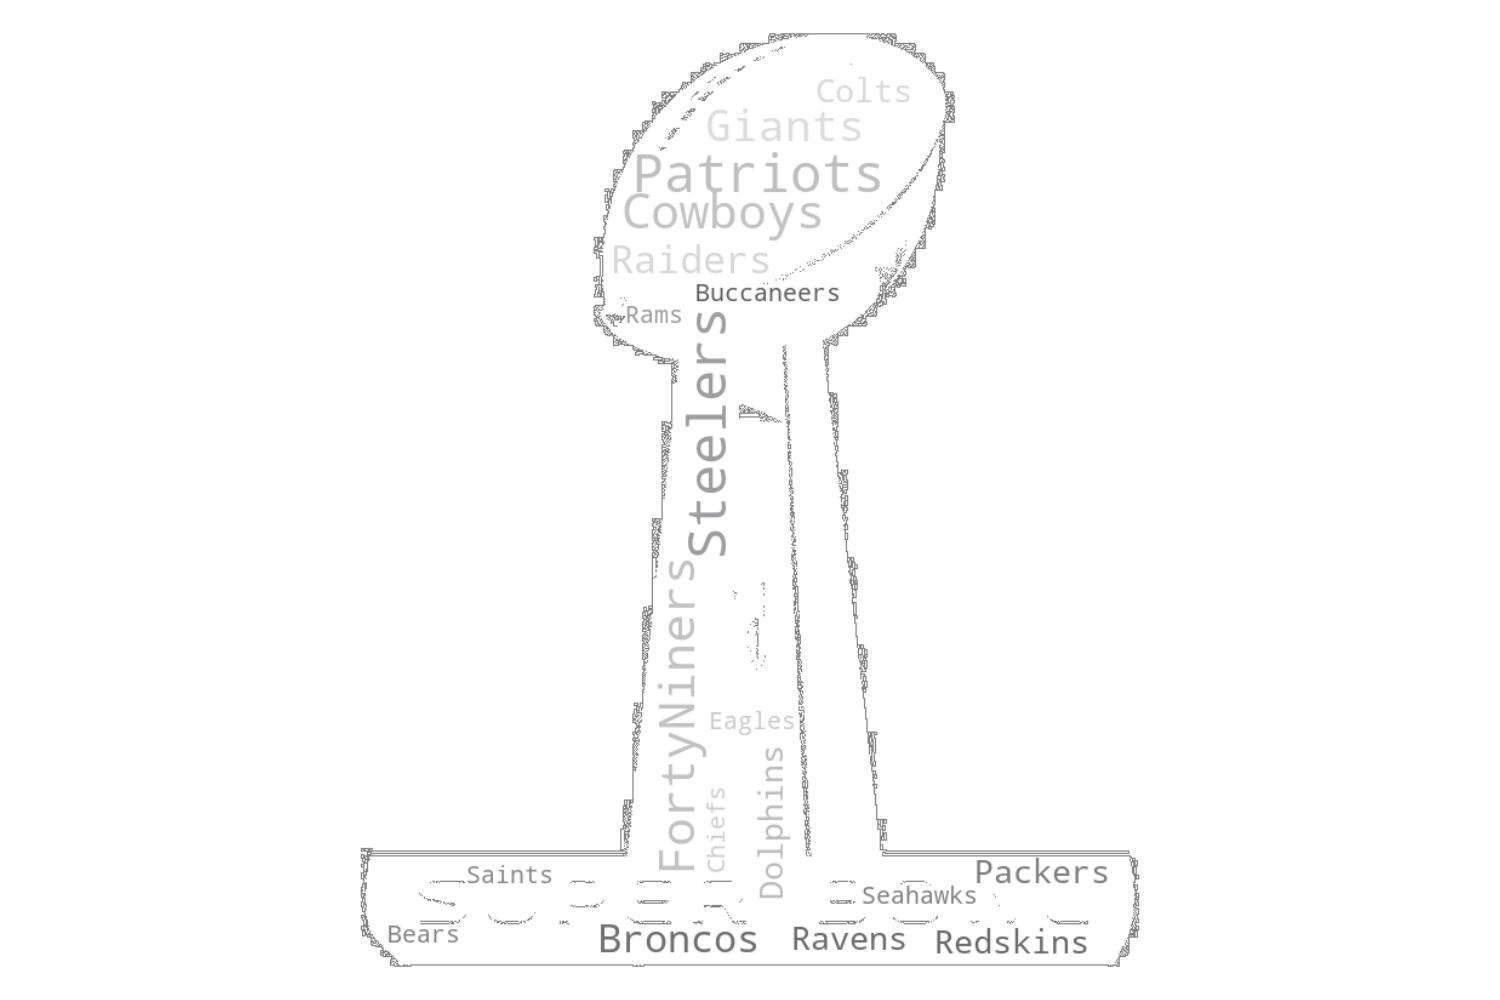 Colts
Giants
Patriots
Cowboys
Raiders
Buccaneers
Rams
Steelers
FortyNiners
Eagles
Dolphins
Chiefs
Saints
Packers
Seahawks
Bears
Broncos
Ravens
Redskins